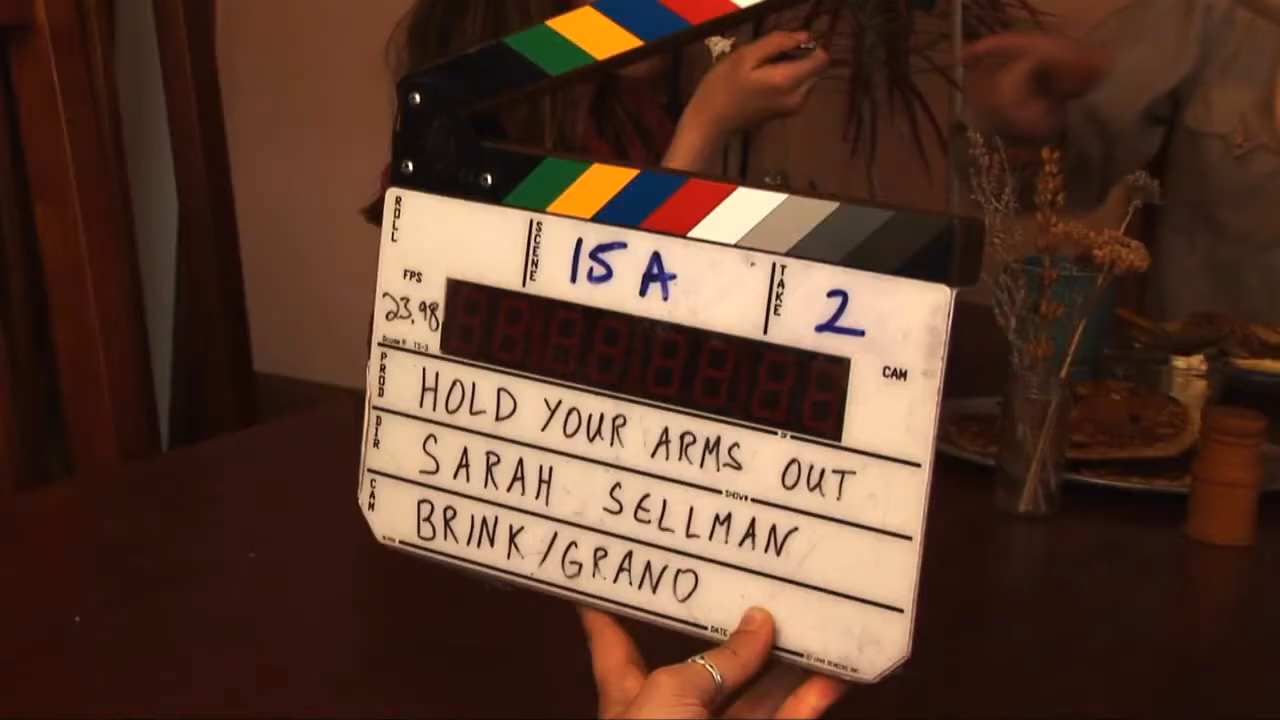 ROLL
SCENE 15 A TAKE 2
FPS
23.98
CAM
PROD HOLD YOUR ARMS OUT
DIR SARAH SELLMAN
CAM BRINK/GRAND
DATE